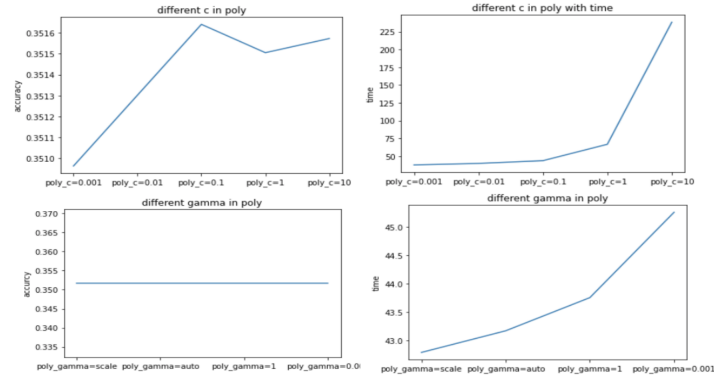 different c in poly
accuracy
0.3516
0.3515
0.3514
0.3513
0.3512
0.3511
0.3510
poly_c=0.001 poly_c=0.01 poly_c=0.1 poly_c=1 poly_c=10
different c in poly with time
time
225
200
175
150
125
100
75
50
poly_c=0.001 poly_c=0.01 poly_c=0.1 poly_c=1 poly_c=10
different gamma in poly
accurcy
0.370
0.365
0.360
0.355
0.350
0.345
0.340
0.335
poly_gamma=scale poly_gamma=auto poly_gamma=1 poly_gamma=0.0
different gamma in poly
time
45.0
44.5
44.0
43.5
43.0
poly_gamma=scale poly_gamma=auto poly_gamma=1 poly_gamma=0.001